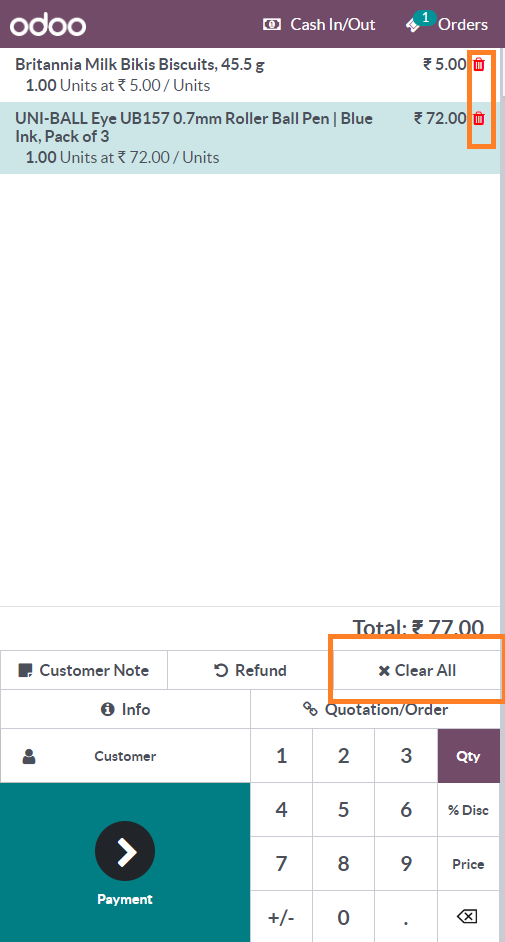 odoo Cash In/Out 1 Orders
Britannia Milk Bikis Biscuits, 45.5 g ₹ 5.00
1.00 Units at ₹ 5.00 / Units
UNI-BALL Eye UB157 0.7mm Roller Ball Pen | Blue ₹ 72.00
Ink, Pack of 3
1.00 Units at ₹ 72.00 / Units
Total: ₹ 77.00
Customer Note Refund Clear All
Info Quotation/Order
Customer 1 2 3 Qty
4 5 6 % Disc
7 8 9 Price
Payment
+/- 0 .